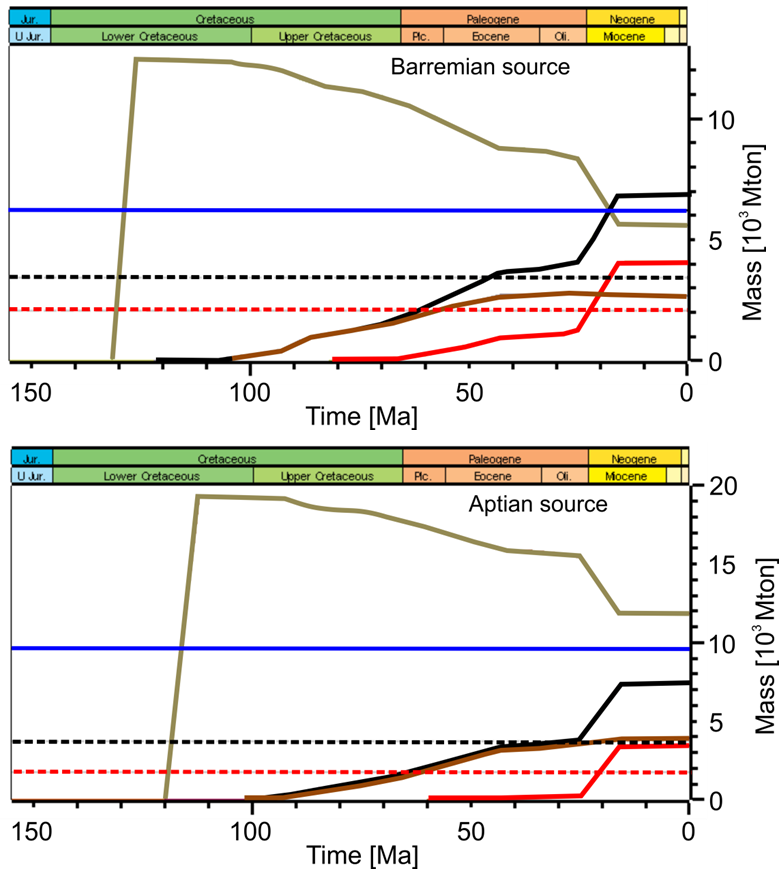 Jur. Cretaceous Paleogene Neogene
U Jur. Lower Cretaceous Upper Cretaceous Plc. Eocene Oli. Miocene
Barremian source
10
5
0
Mass [10³ Mton]
150 100 50 0
Time [Ma]
Jur. Cretaceous Paleogene Neogene
U Jur. Lower Cretaceous Upper Cretaceous Plc. Eocene Oli. Miocene
Aptian source
20
15
10
5
0
Mass [10³ Mton]
150 100 50 0
Time [Ma]